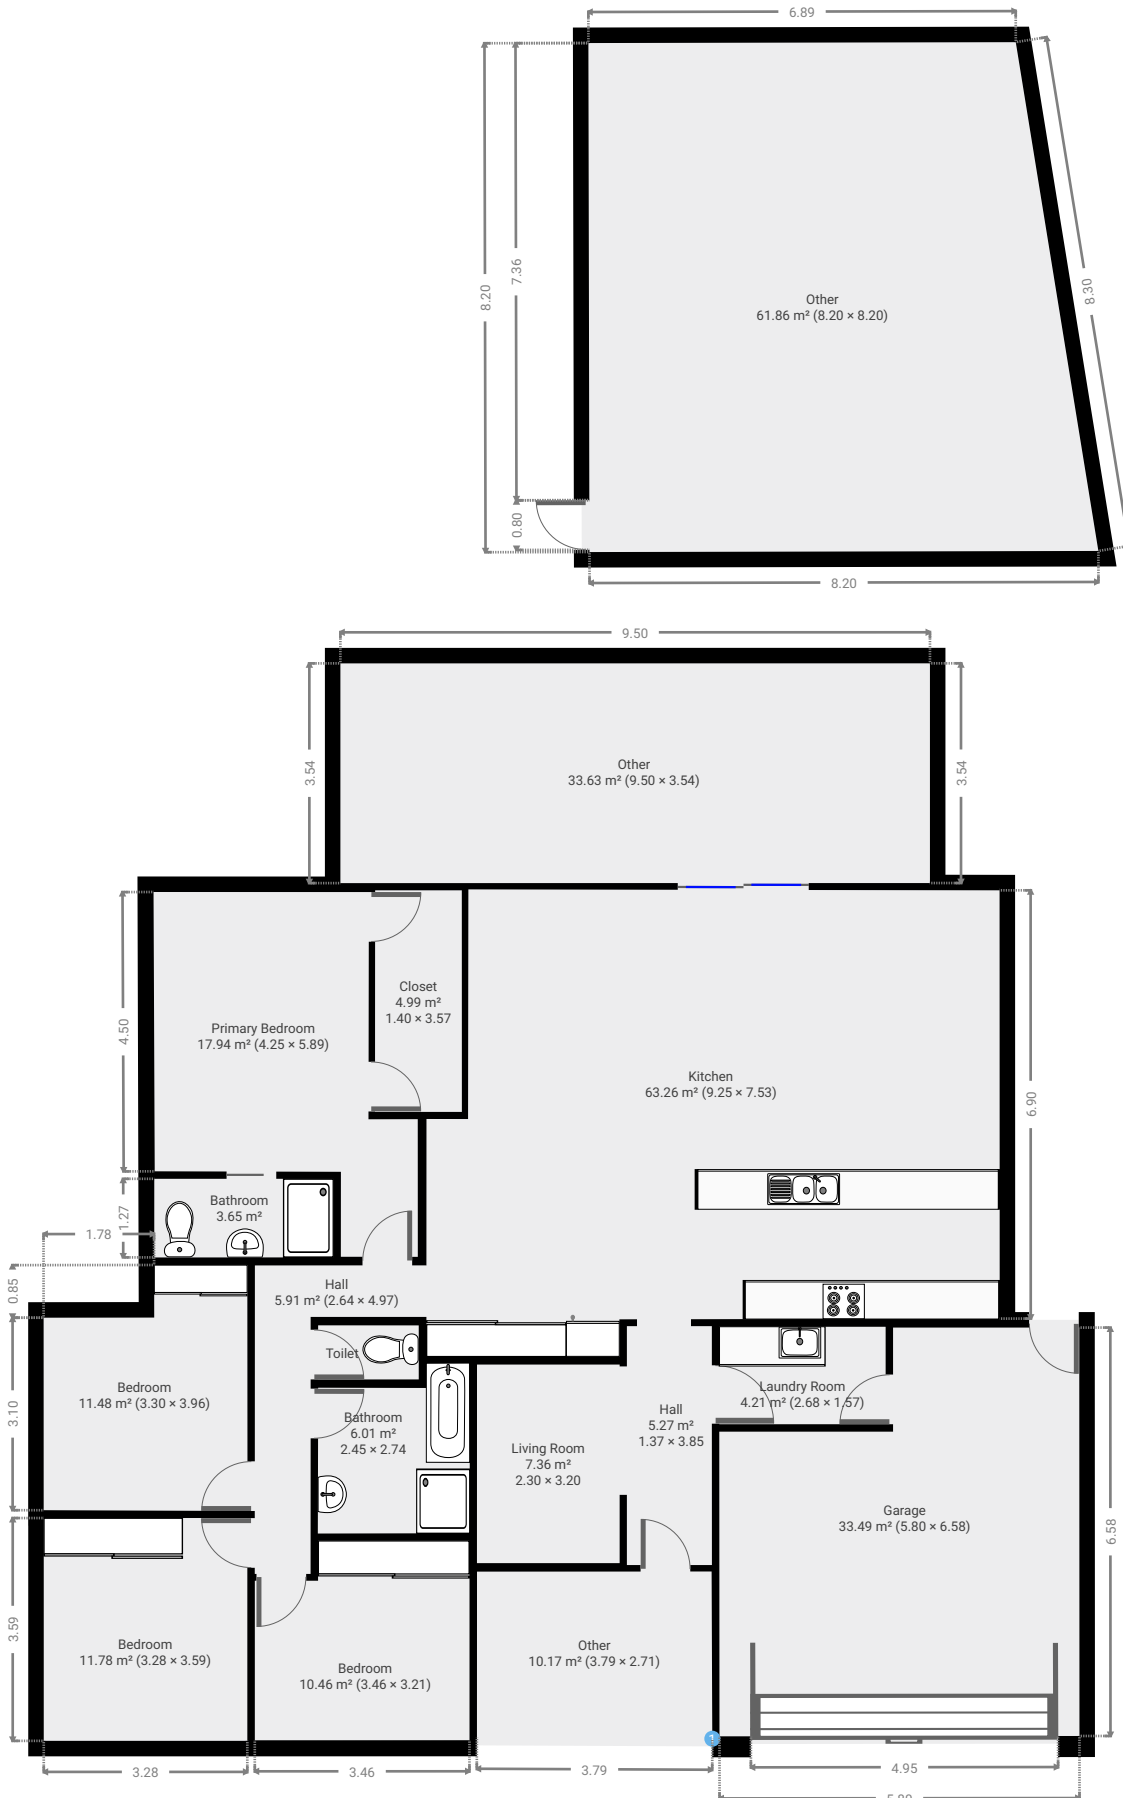 6.89
8.20
7.36
8.30
Other
61.86 m² (8.20 × 8.20)
0.80
8.20
9.50
3.54
Other
33.63 m² (9.50 × 3.54)
3.54
4.50
Closet
4.99 m²
1.40 × 3.57
Primary Bedroom
17.94 m² (4.25 × 5.89)
Kitchen
63.26 m² (9.25 × 7.53)
6.90
1.27
Bathroom
3.65 m²
1.78
0.85
Hall
5.91 m² (2.64 × 4.97)
Toilet
3.10
Bedroom
11.48 m² (3.30 × 3.96)
Bathroom
6.01 m²
2.45 × 2.74
Laundry Room
4.21 m² (2.68 × 1.57)
Hall
5.27 m²
1.37 × 3.85
Living Room
7.36 m²
2.30 × 3.20
Garage
33.49 m² (5.80 × 6.58)
6.58
3.59
Bedroom
11.78 m² (3.28 × 3.59)
Bedroom
10.46 m² (3.46 × 3.21)
Other
10.17 m² (3.79 × 2.71)
1
3.28
3.46
3.79
4.95
5.80